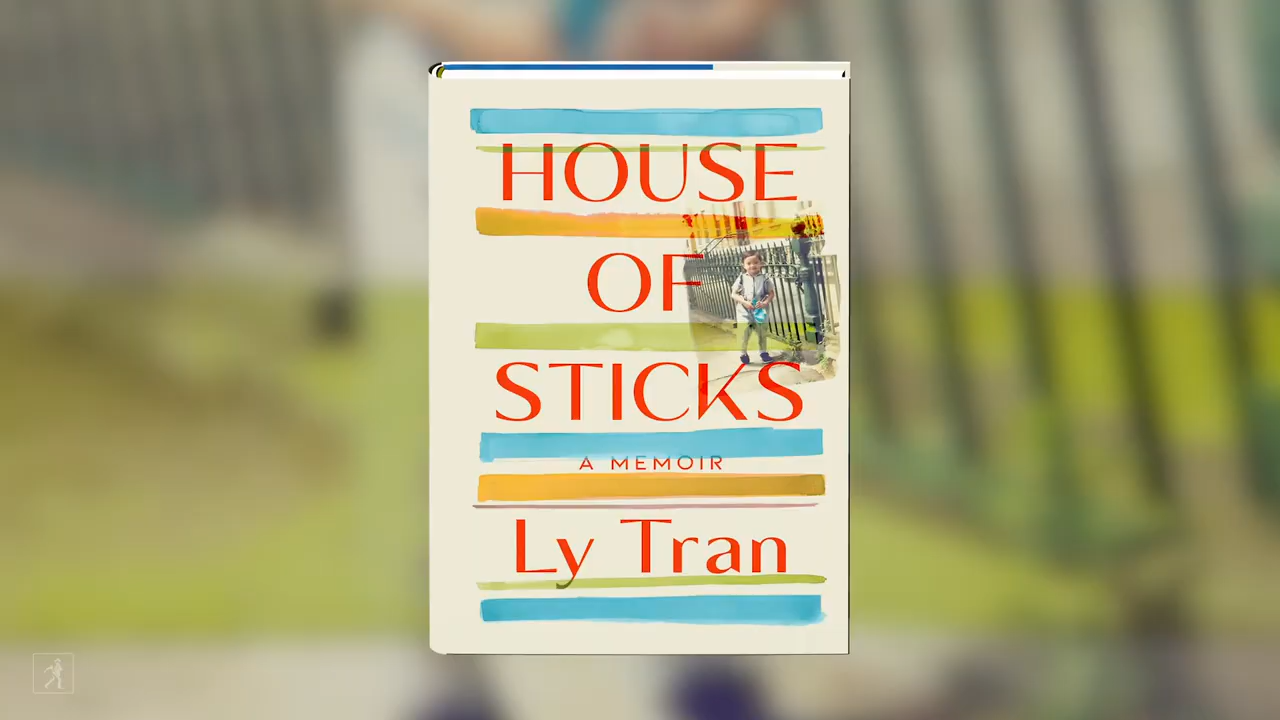 HOUSE
OF
STICKS
A MEMOIR
Ly Tran